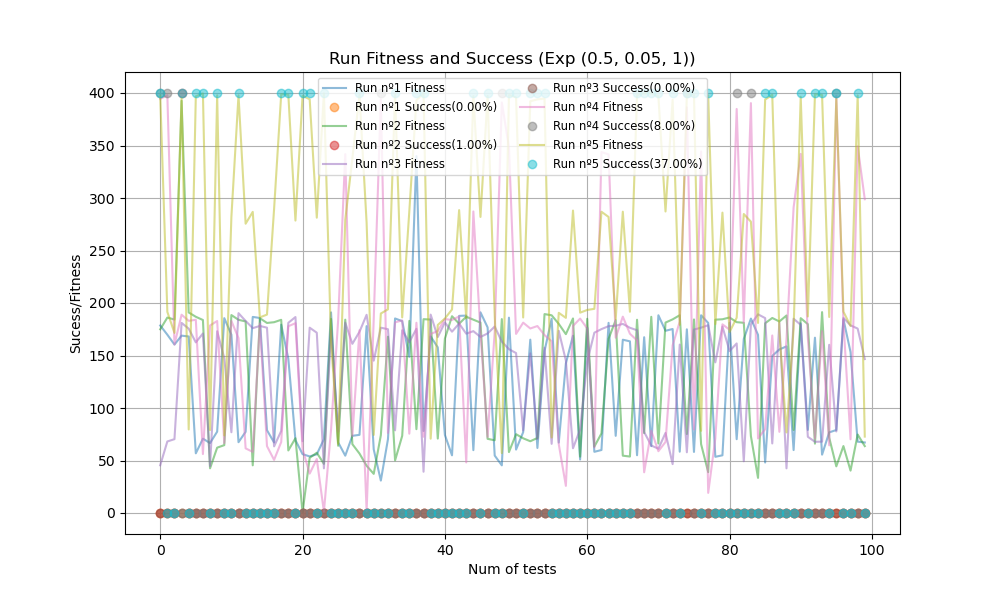 Run Fitness and Success (Exp (0.5, 0.05, 1))
Success/Fitness
400
350
300
250
200
150
100
50
0
Run nº1 Fitness
Run nº1 Success(0.00%)
Run nº2 Fitness
Run nº2 Success(1.00%)
Run nº3 Fitness
Run nº3 Success(0.00%)
Run nº4 Fitness
Run nº4 Success(8.00%)
Run nº5 Fitness
Run nº5 Success(37.00%)
0 20 40 60 80 100
Num of tests